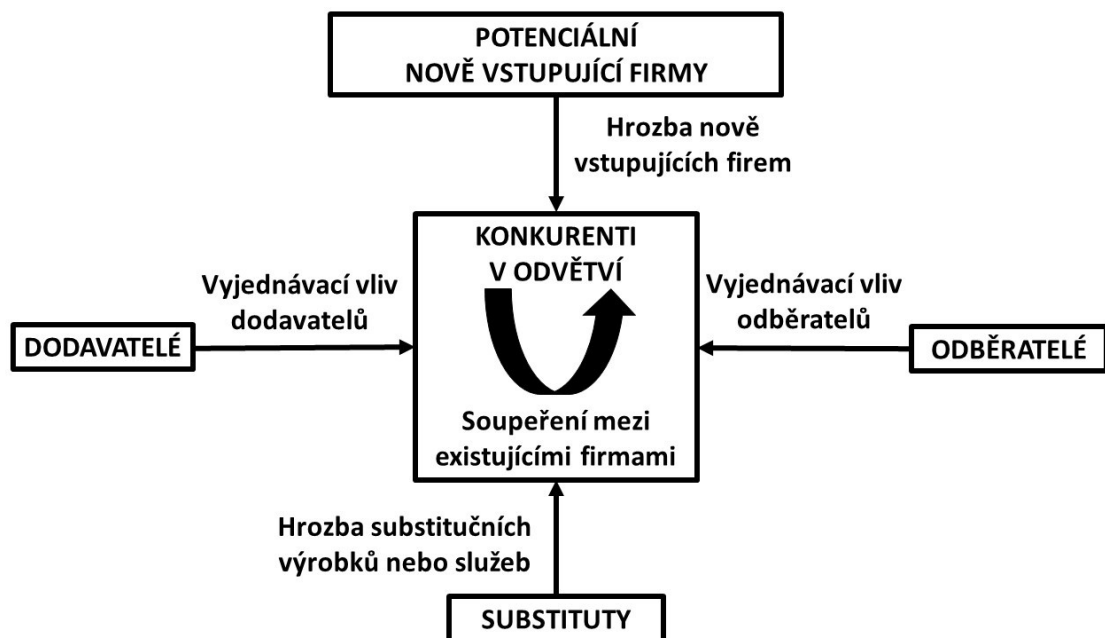 POTENCIÁLNÍ
NOVĚ VSTUPUJÍCÍ FIRMY
Hrozba nově
vstupujících firem
KONKURENTI
V ODVĚTVÍ
Vyjednávací vliv
dodavatelů
Vyjednávací vliv
odběratelů
DODAVATELÉ
ODBĚRATELÉ
Soupeření mezi
existujícími firmami
Hrozba substitučních
výrobků nebo služeb
SUBSTITUTY